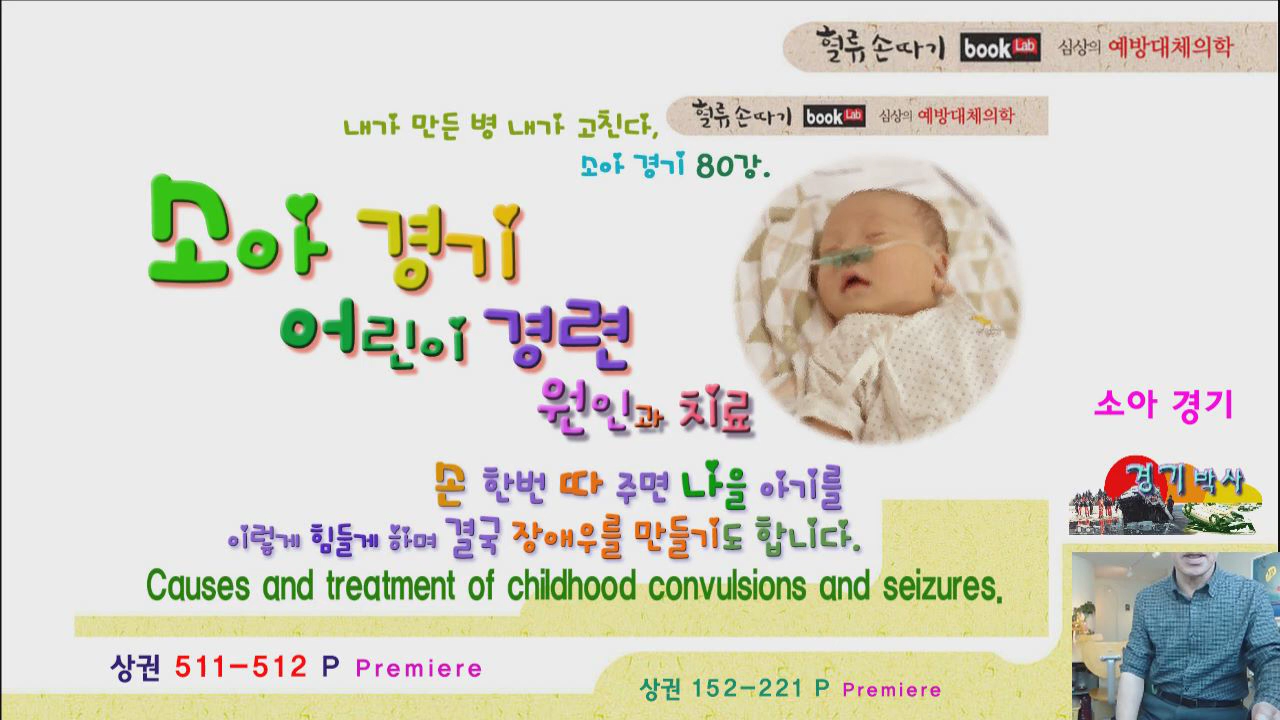 혈류 손따기 book Lab 심상의 예방대체의학
혈류 손따기 book Lab 심상의 예방대체의학
내가 만든 병 내가 고친다,
소아 경기 80강.
소아 경기
어린이 경련
원인과 치료
소아 경기
경기박사
손 한번 따 주면 나을 아기를
이렇게 힘들게 하며 결국 장애우를 만들기도 합니다.
Causes and treatment of childhood convulsions and seizures.
상권 511-512 P Premiere
상권 152-221 P Premiere